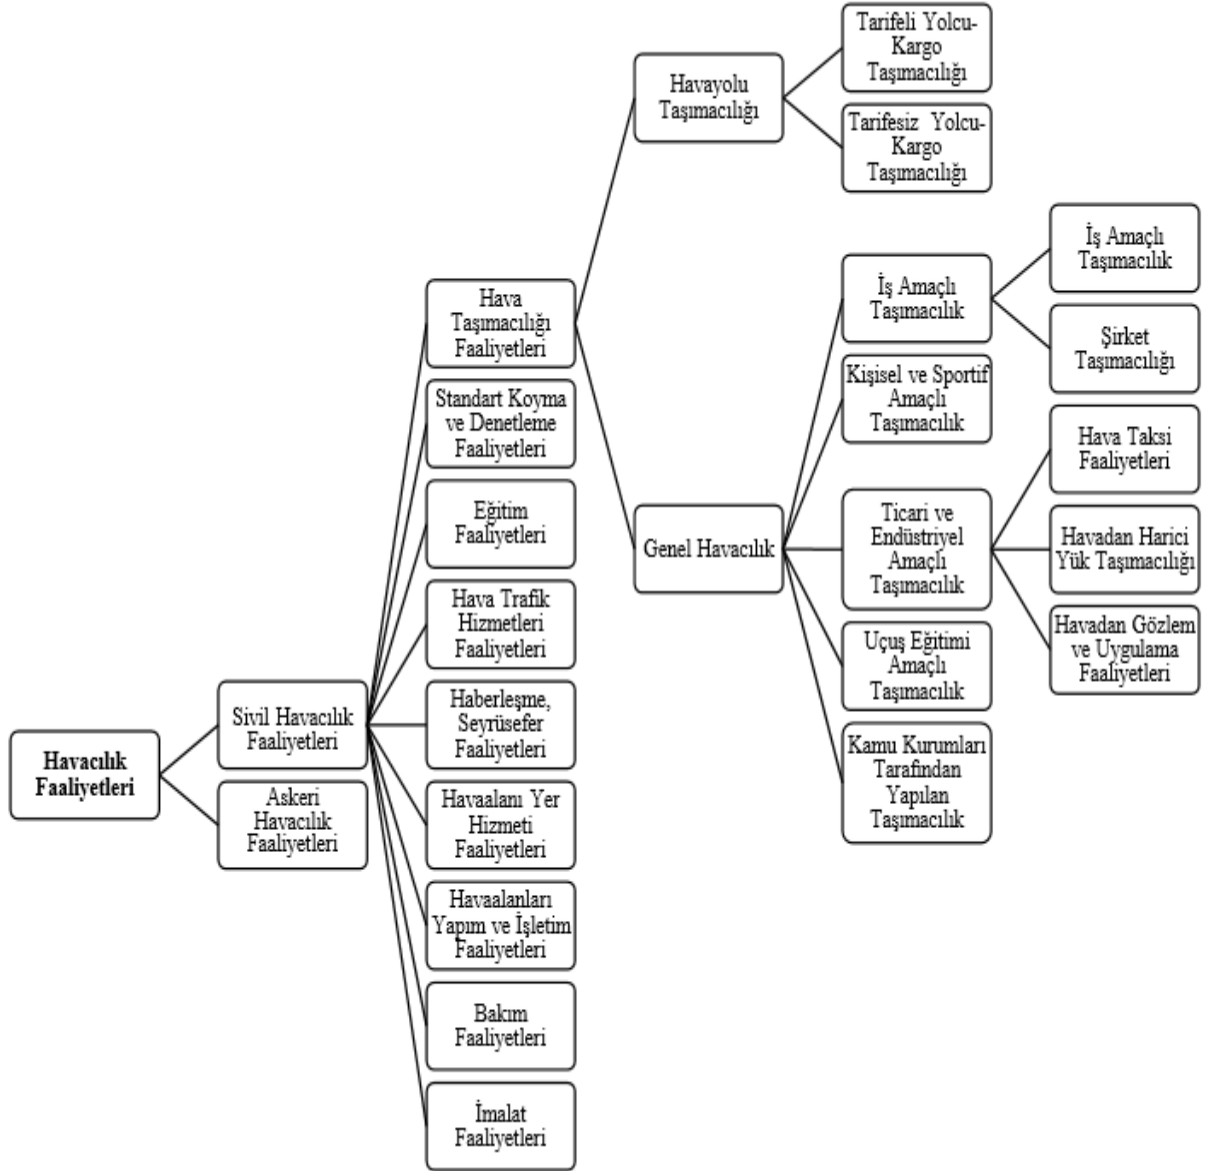 Havacılık
Faaliyetleri
Sivil Havacılık
Faaliyetleri
Askeri
Havacılık
Faaliyetleri
Hava
Taşımacılığı
Faaliyetleri
Standart Koyma
ve Denetleme
Faaliyetleri
Eğitim
Faaliyetleri
Hava Trafik
Hizmetleri
Faaliyetleri
Haberleşme,
Seyrüsefer
Faaliyetleri
Havaalanı Yer
Hizmeti
Faaliyetleri
Havaalanları
Yapım ve İşletim
Faaliyetleri
Bakım
Faaliyetleri
İmalat
Faaliyetleri
Havayolu
Taşımacılığı
Genel Havacılık
Tarifeli Yolcu-
Kargo
Taşımacılığı
Tarifesiz Yolcu-
Kargo
Taşımacılığı
İş Amaçlı
Taşımacılık
Kişisel ve Sportif
Amaçlı
Taşımacılık
Ticari ve
Endüstriyel
Amaçlı
Taşımacılık
Uçuş Eğitimi
Amaçlı
Taşımacılık
Kamu Kurumları
Tarafından
Yapılan
Taşımacılık
İş Amaçlı
Taşımacılık
Şirket
Taşımacılığı
Hava Taksi
Faaliyetleri
Havadan Harici
Yük Taşımacılığı
Havadan Gözlem
ve Uygulama
Faaliyetleri